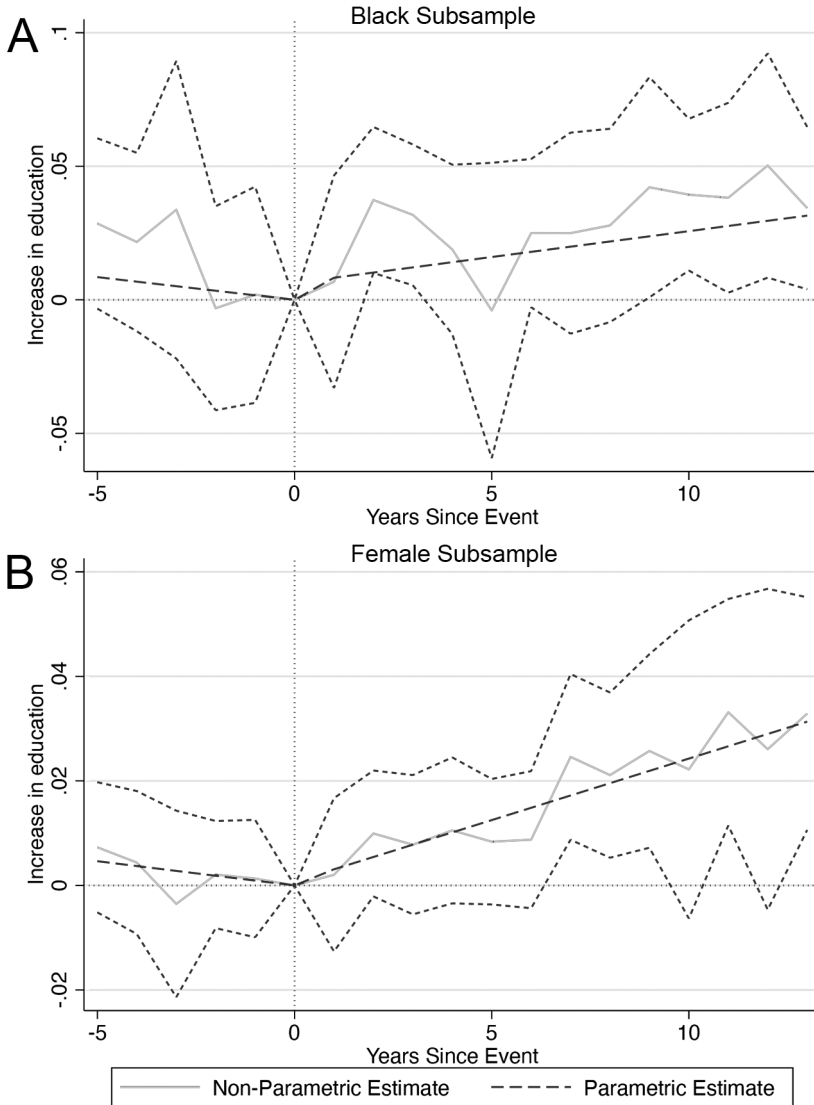 A
Black Subsample
Increase in education
.1
.05
0
-.05
-5
0
5
10
Years Since Event
B
Female Subsample
Increase in education
.06
.04
.02
0
-.02
-5
0
5
10
Years Since Event
Non-Parametric Estimate
Parametric Estimate